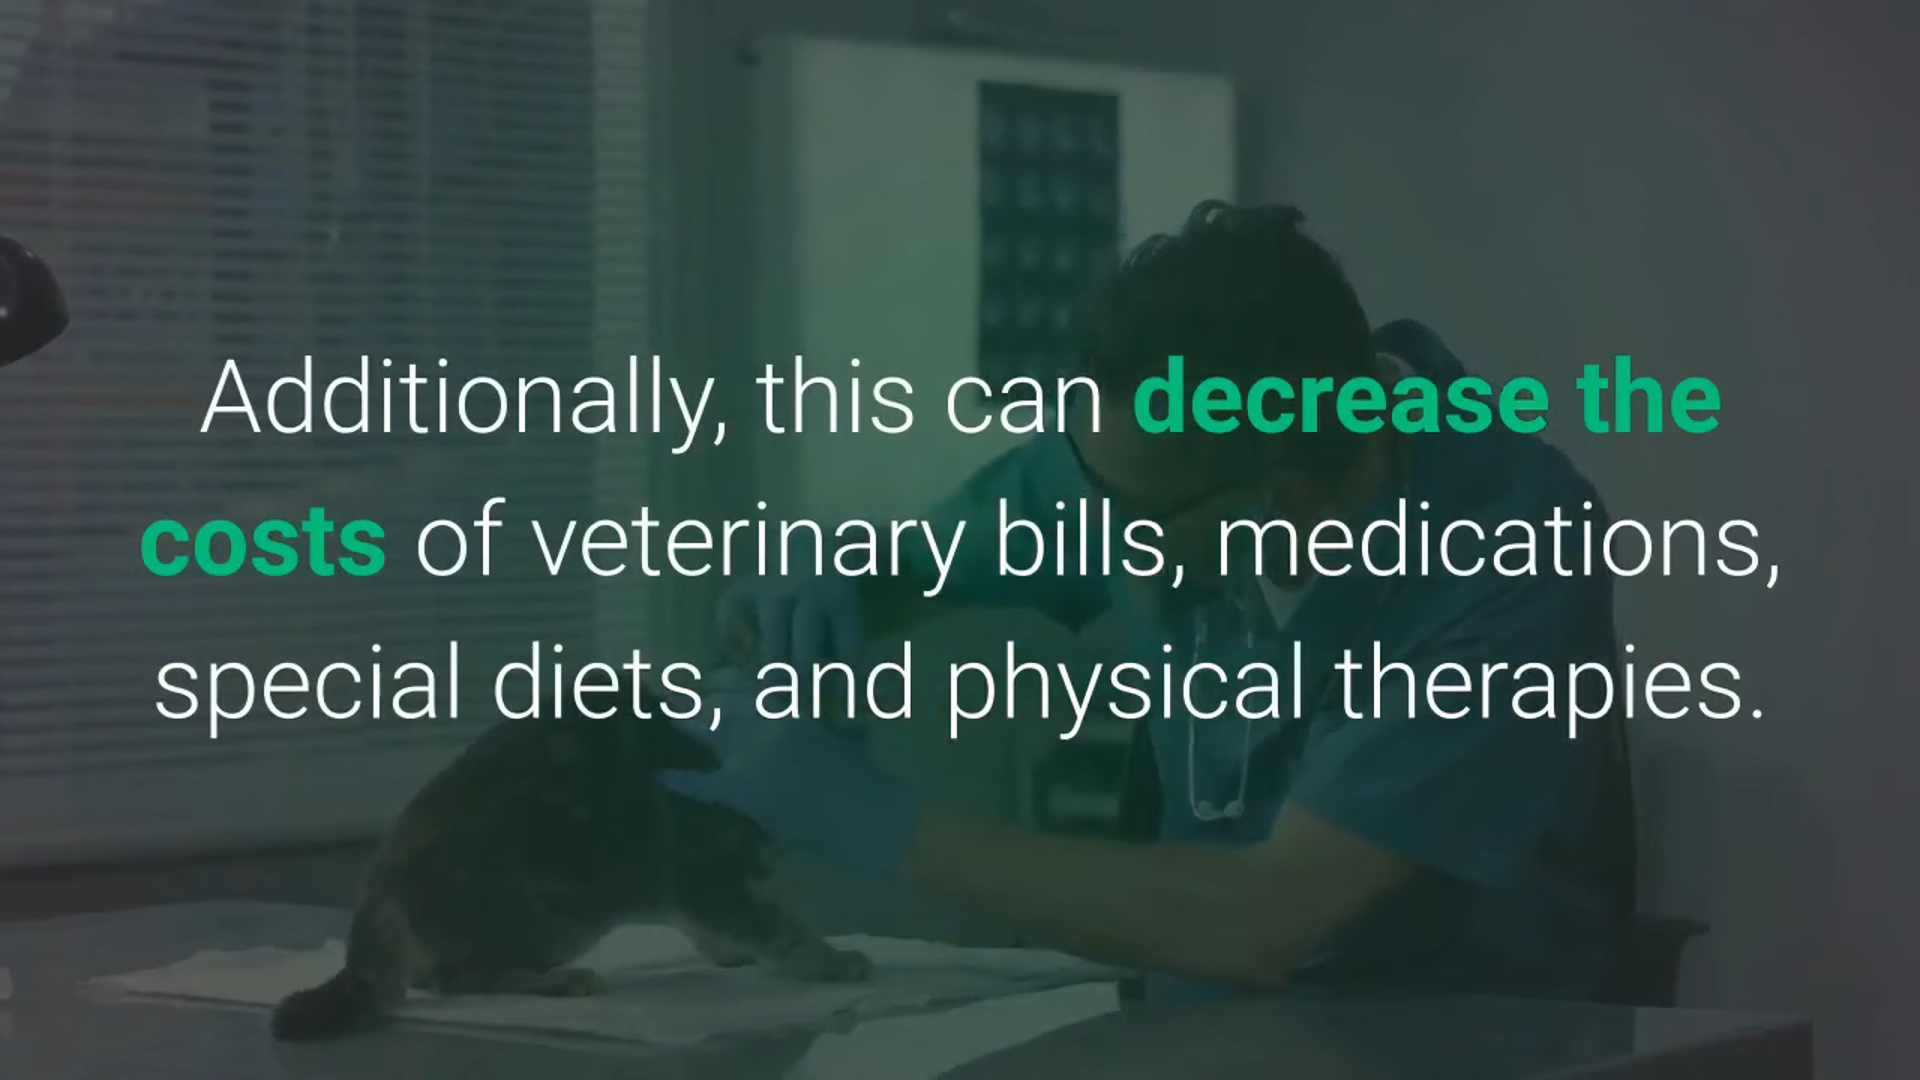 Additionally, this can decrease the
costs of veterinary bills, medications,
special diets, and physical therapies.